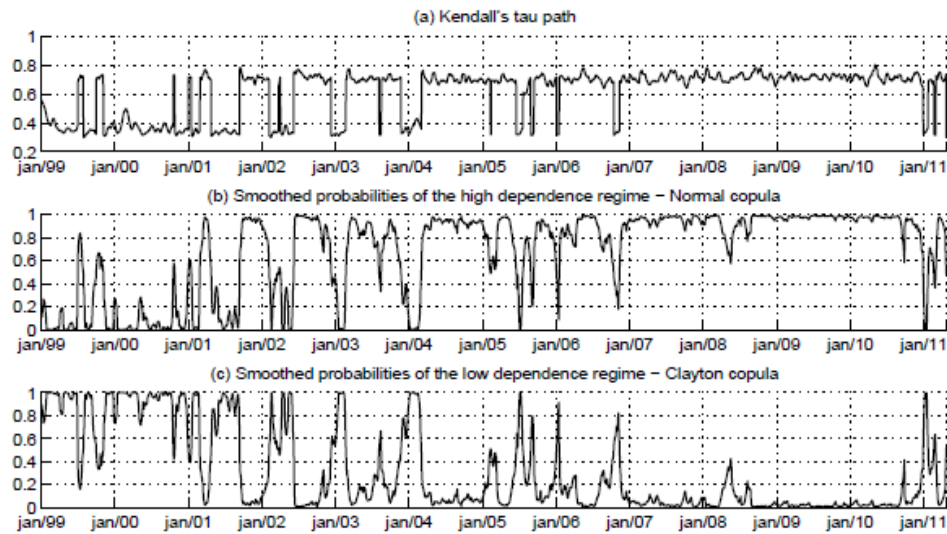 (a) Kendall's tau path
1
0.8
0.6
0.4
0.2
jan/99 jan/00 jan/01 jan/02 jan/03 jan/04 jan/05 jan/06 jan/07 jan/08 jan/09 jan/10 jan/11
(b) Smoothed probabilities of the high dependence regime − Normal copula
1
0.8
0.6
0.4
0.2
0
jan/99 jan/00 jan/01 jan/02 jan/03 jan/04 jan/05 jan/06 jan/07 jan/08 jan/09 jan/10 jan/11
(c) Smoothed probabilities of the low dependence regime − Clayton copula
1
0.8
0.6
0.4
0.2
0
jan/99 jan/00 jan/01 jan/02 jan/03 jan/04 jan/05 jan/06 jan/07 jan/08 jan/09 jan/10 jan/11